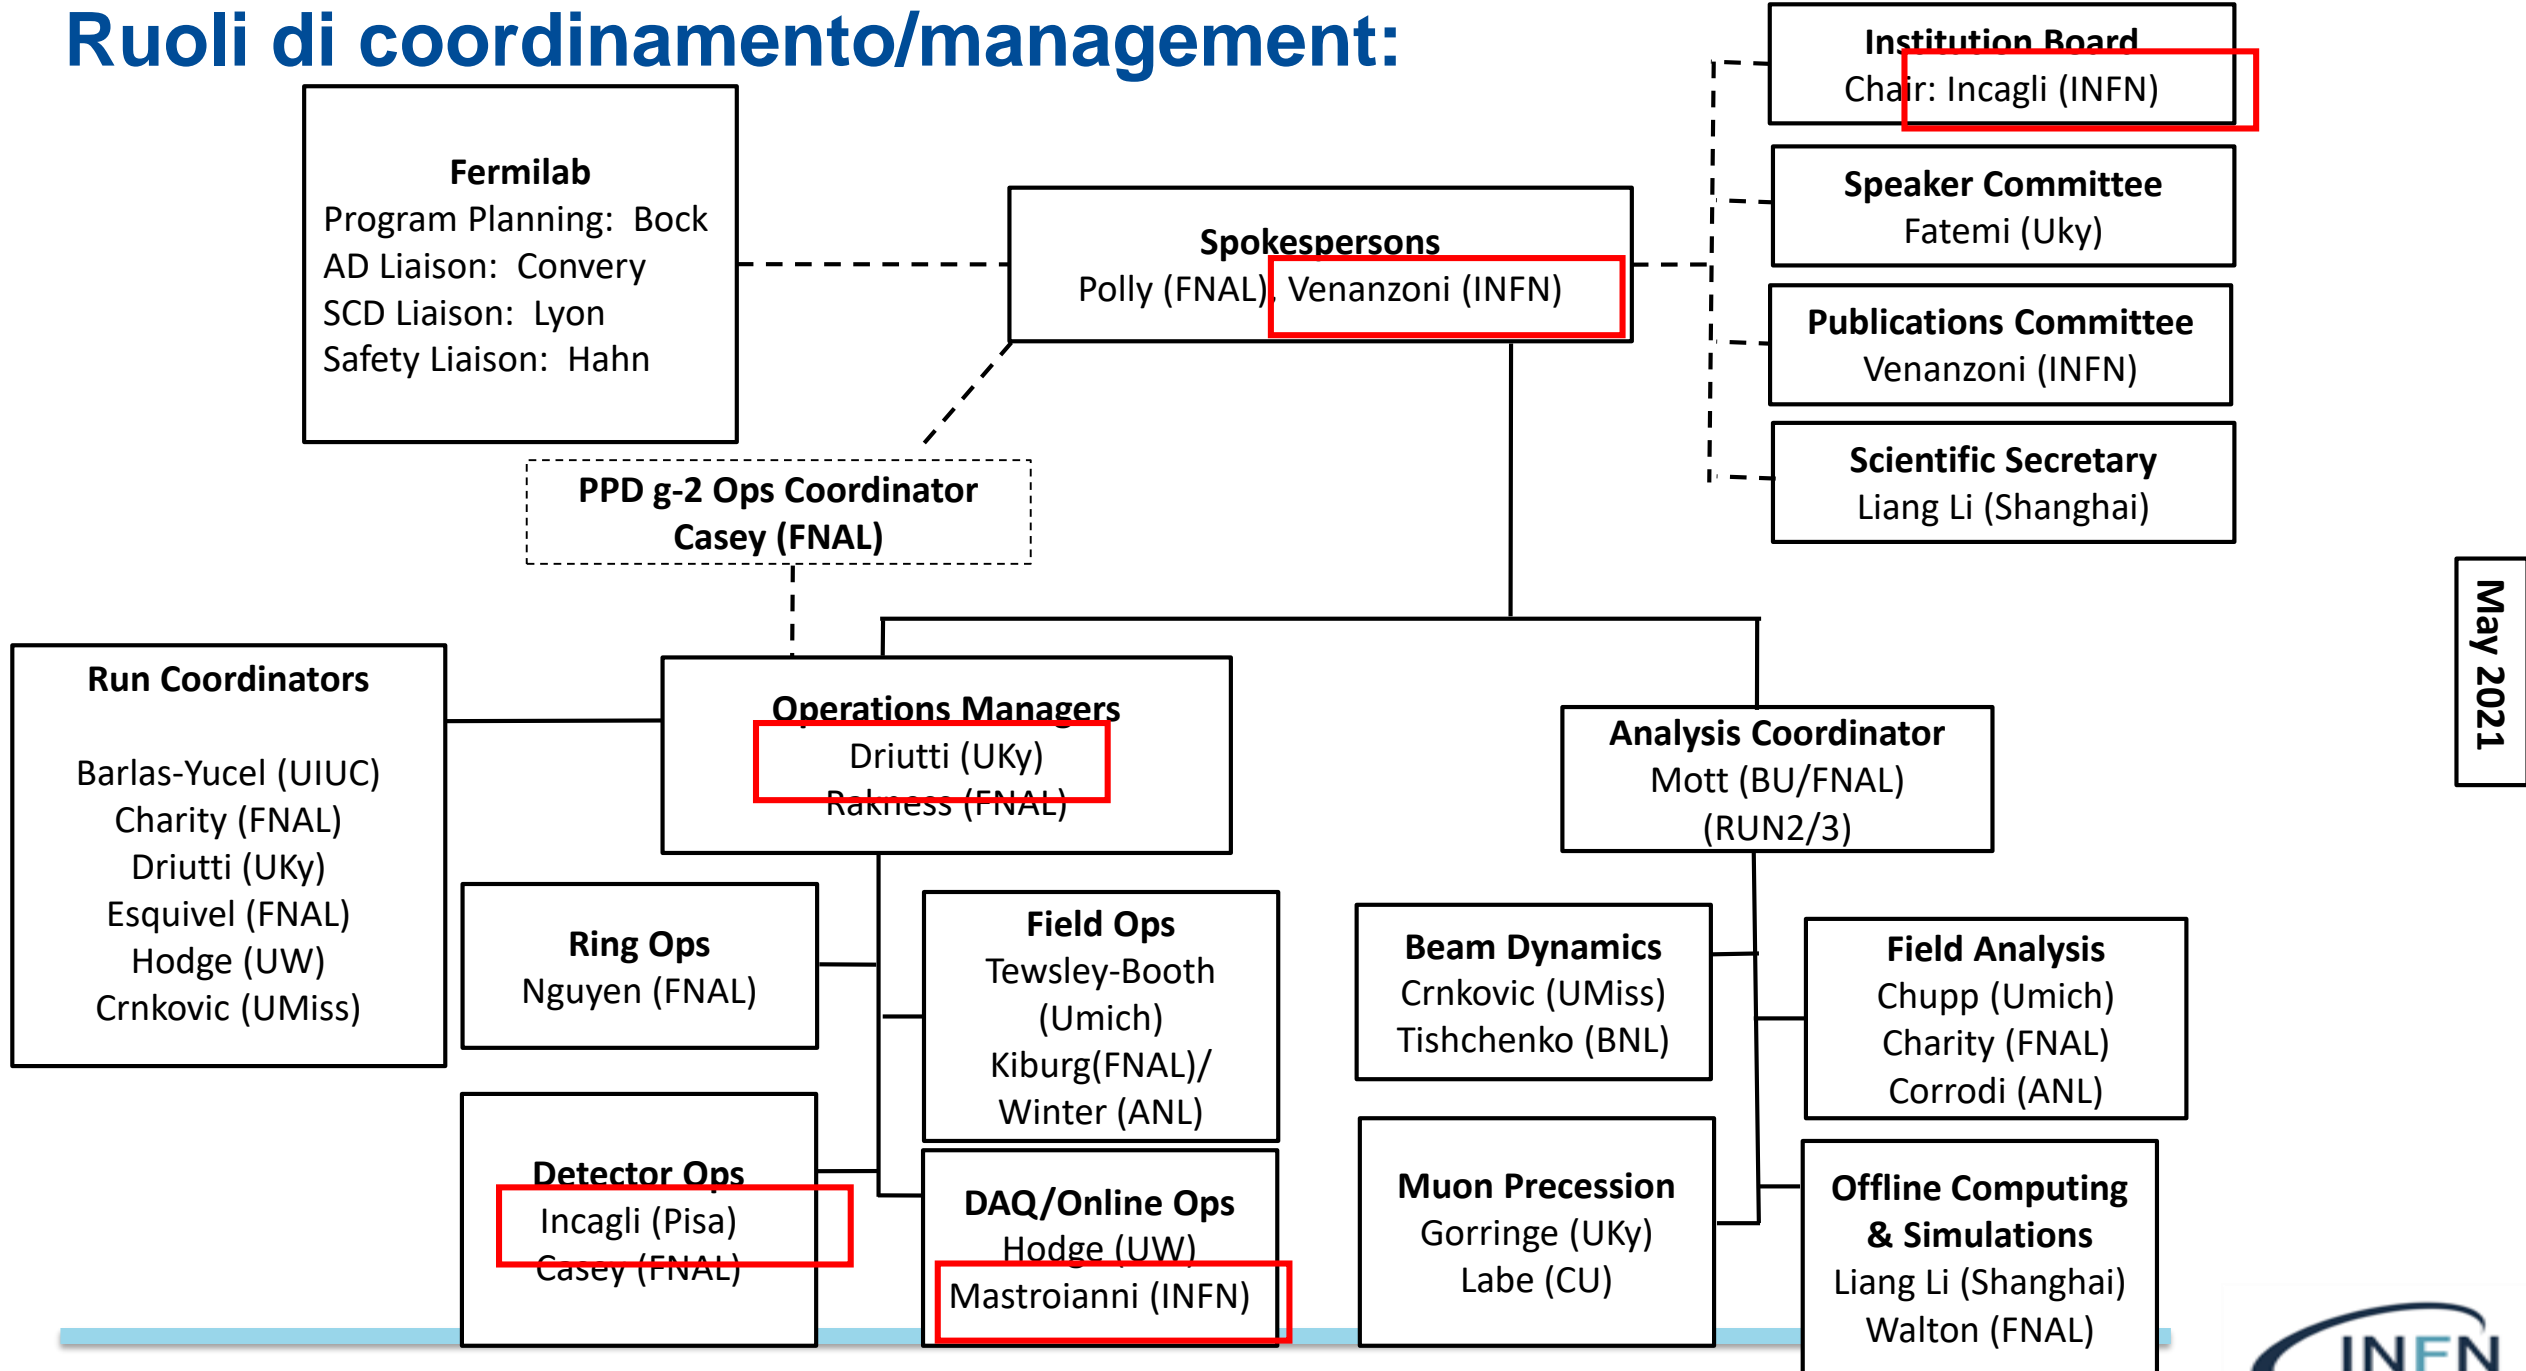 Ruoli di coordinamento/management:
Institution Board
Chair: Incagli (INFN)
Fermilab
Program Planning: Bock
AD Liaison: Convery
SCD Liaison: Lyon
Safety Liaison: Hahn
Spokespersons
Polly (FNAL), Venanzoni (INFN)
Speaker Committee
Fatemi (Uky)
Publications Committee
Venanzoni (INFN)
Scientific Secretary
Liang Li (Shanghai)
PPD g-2 Ops Coordinator
Casey (FNAL)
May 2021
Run Coordinators
Barlas-Yucel (UIUC)
Charity (FNAL)
Driutti (UKy)
Esquivel (FNAL)
Hodge (UW)
Crnkovic (UMiss)
Operations Managers
Driutti (UKy)
Rakness (FNAL)
Analysis Coordinator
Mott (BU/FNAL)
(RUN2/3)
Ring Ops
Nguyen (FNAL)
Field Ops
Tewsley-Booth
(Umich)
Kiburg(FNAL)/
Winter (ANL)
Beam Dynamics
Crnkovic (UMiss)
Tishchenko (BNL)
Field Analysis
Chupp (Umich)
Charity (FNAL)
Corrodi (ANL)
Detector Ops
Incagli (Pisa)
Casey (FNAL)
DAQ/Online Ops
Hodge (UW)
Mastroianni (INFN)
Muon Precession
Gorringe (UKy)
Labe (CU)
Offline Computing
& Simulations
Liang Li (Shanghai)
Walton (FNAL)
INFN